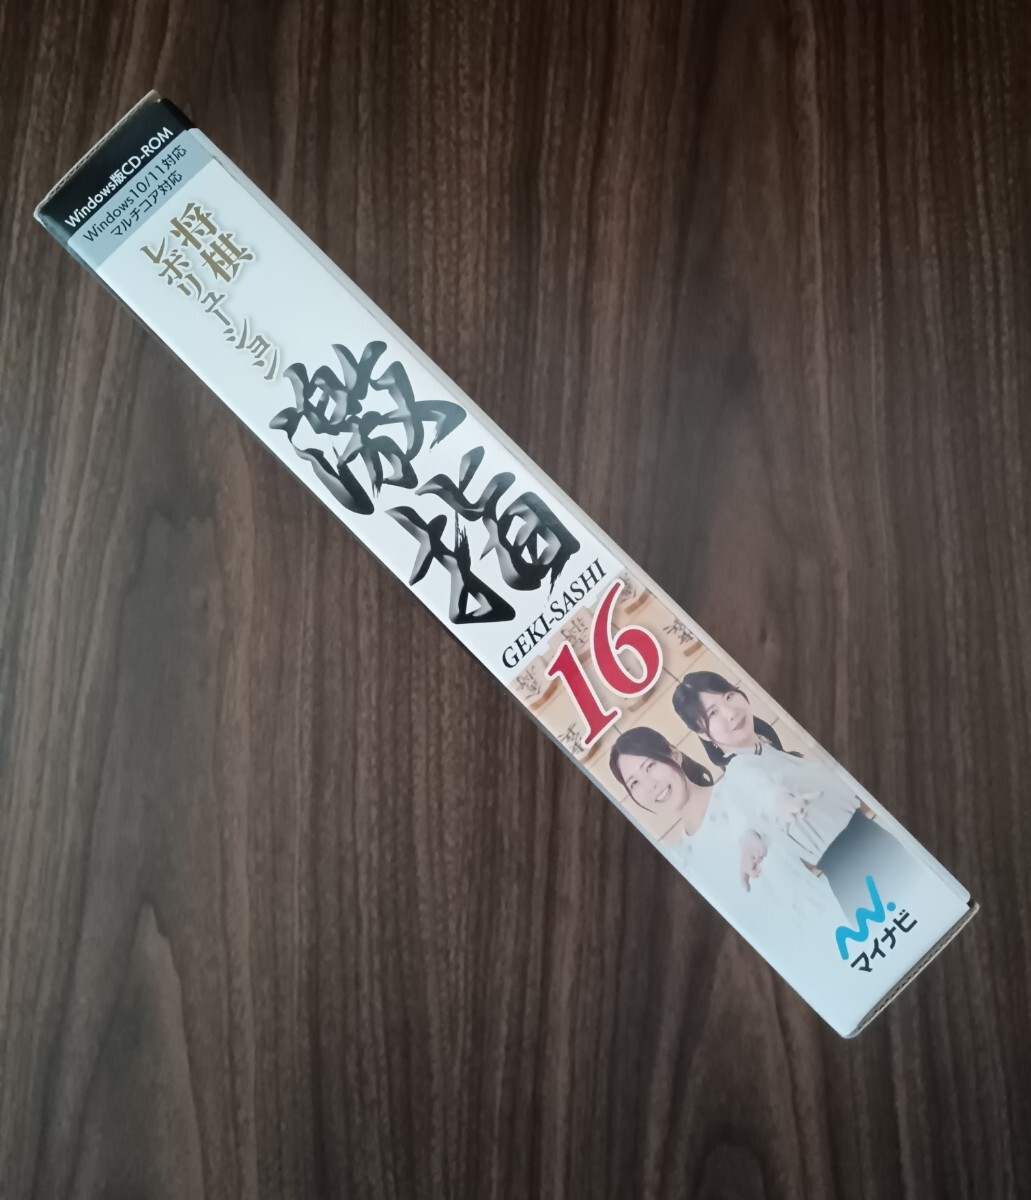 Windows版CD-ROM
Windows10/11対応
マルチコア対応
将棋
レボリューション
激指
GEKI-SASHI
16
マイナビ